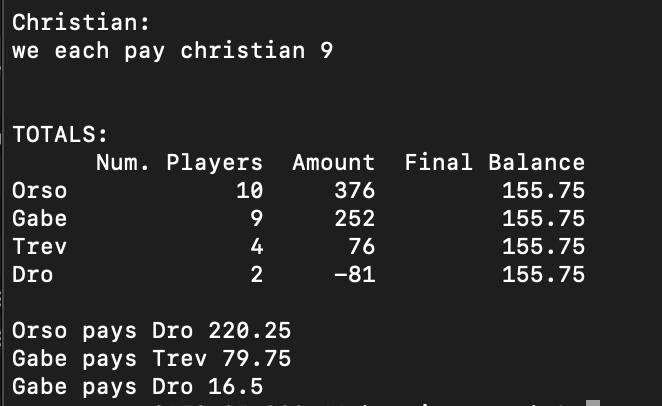 Christian:
we each pay christian 9
TOTALS:
Num. Players Amount Final Balance
Orso 10 376 155.75
Gabe 9 252 155.75
Trev 4 76 155.75
Dro 2 -81 155.75
Orso pays Dro 220.25
Gabe pays Trev 79.75
Gabe pays Dro 16.5